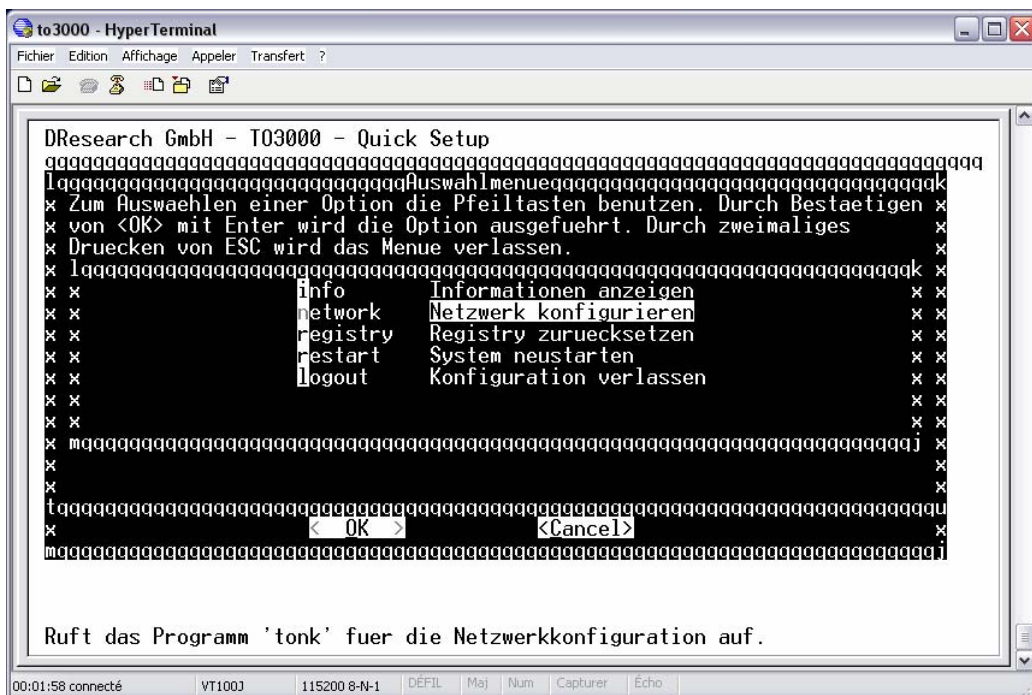 to3000 - HyperTerminal
Fichier Edition Affichage Appeler Transfert ?
DResearch GmbH - TO3000 - Quick Setup
qqqqqqqqqqqqqqqqqqqqqqqqqqqqqqqqqqqqqqqqqqqqqqqqqqqqqqqqqqqqqqqqqqqqqqqqqqqqqq
lqqqqqqqqqqqqqqqqqqqqqqqqqqqqqAuswahlmenueqqqqqqqqqqqqqqqqqqqqqqqqqqqqqqqqk
x Zum Auswaehlen einer Option die Pfeiltasten benutzen. Durch Bestaetigen x
x von <OK> mit Enter wird die Option ausgefuehrt. Durch zweimaliges x
x Druecken von ESC wird das Menue verlassen. x
x lqqqqqqqqqqqqqqqqqqqqqqqqqqqqqqqqqqqqqqqqqqqqqqqqqqqqqqqqqqqqqqqqqqqqqk x
x x info Informationen anzeigen x x
x x network Netzwerk konfigurieren x x
x x registry Registry zuruecksetzen x x
x x restart System neustarten x x
x x logout Konfiguration verlassen x x
x x x x
x x x x
x mqqqqqqqqqqqqqqqqqqqqqqqqqqqqqqqqqqqqqqqqqqqqqqqqqqqqqqqqqqqqqqqqqqqqqj x
x x
x x
tqqqqqqqqqqqqqqqqqqqqqqqqqqqqqqqqqqqqqqqqqqqqqqqqqqqqqqqqqqqqqqqqqqqqqqqqqu
x < OK > <Cancel> x
mqqqqqqqqqqqqqqqqqqqqqqqqqqqqqqqqqqqqqqqqqqqqqqqqqqqqqqqqqqqqqqqqqqqqqqqqqj
Ruft das Programm 'tonk' fuer die Netzwerkkonfiguration auf.
00:01:58 connecté VT100J 115200 8-N-1 DÉFIL Maj Num Capturer Écho